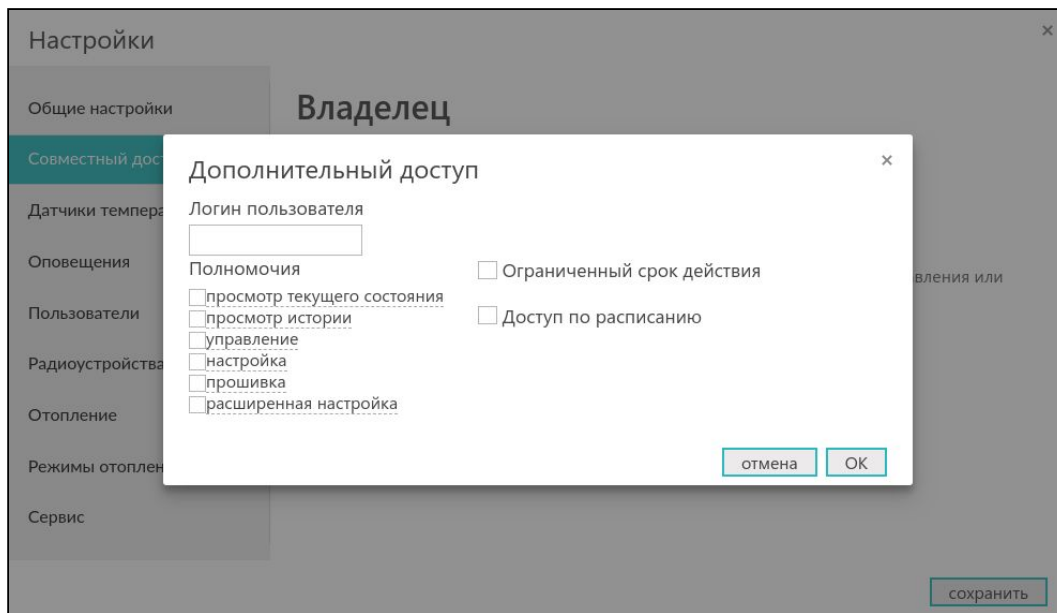 Настройки
×
Общие настройки
Владелец
Совместный дос
Датчики темпера
Оповещения
Пользователи
Радиоустройства
Отопление
Режимы отоплен
Сервис
Дополнительный доступ
×
Логин пользователя
Полномочия
просмотр текущего состояния
просмотр истории
управление
настройка
прошивка
расширенная настройка
Ограниченный срок действия
Доступ по расписанию
отмена
ОК
вления или
сохранить